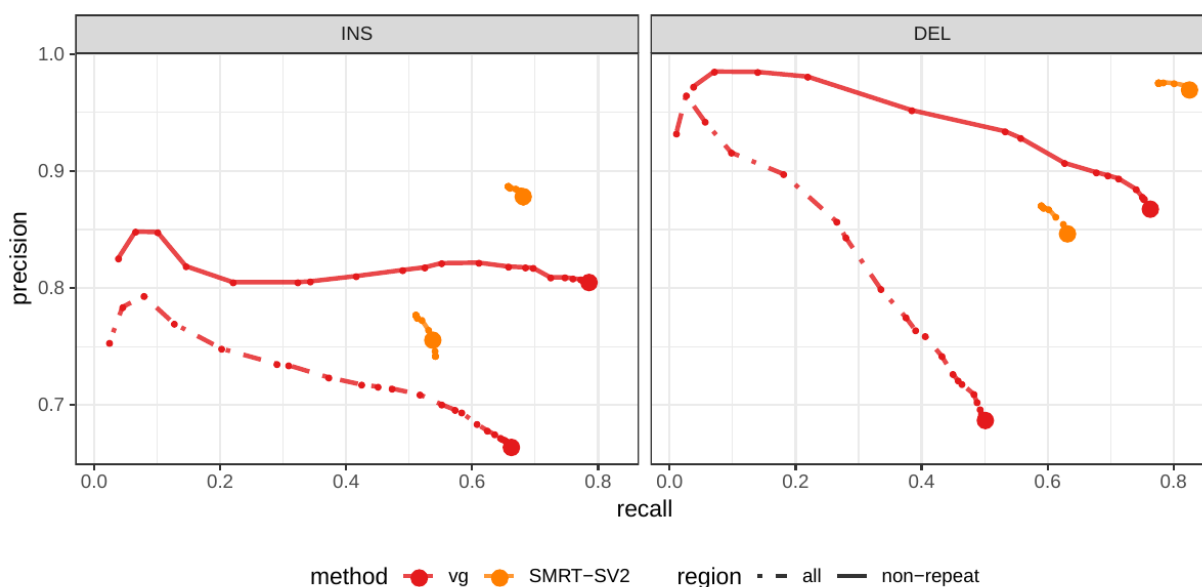 INS DEL
1.0
0.9
0.8
0.7
precision
0.0 0.2 0.4 0.6 0.8 0.0 0.2 0.4 0.6 0.8
recall
method vg SMRT−SV2 region all non−repeat